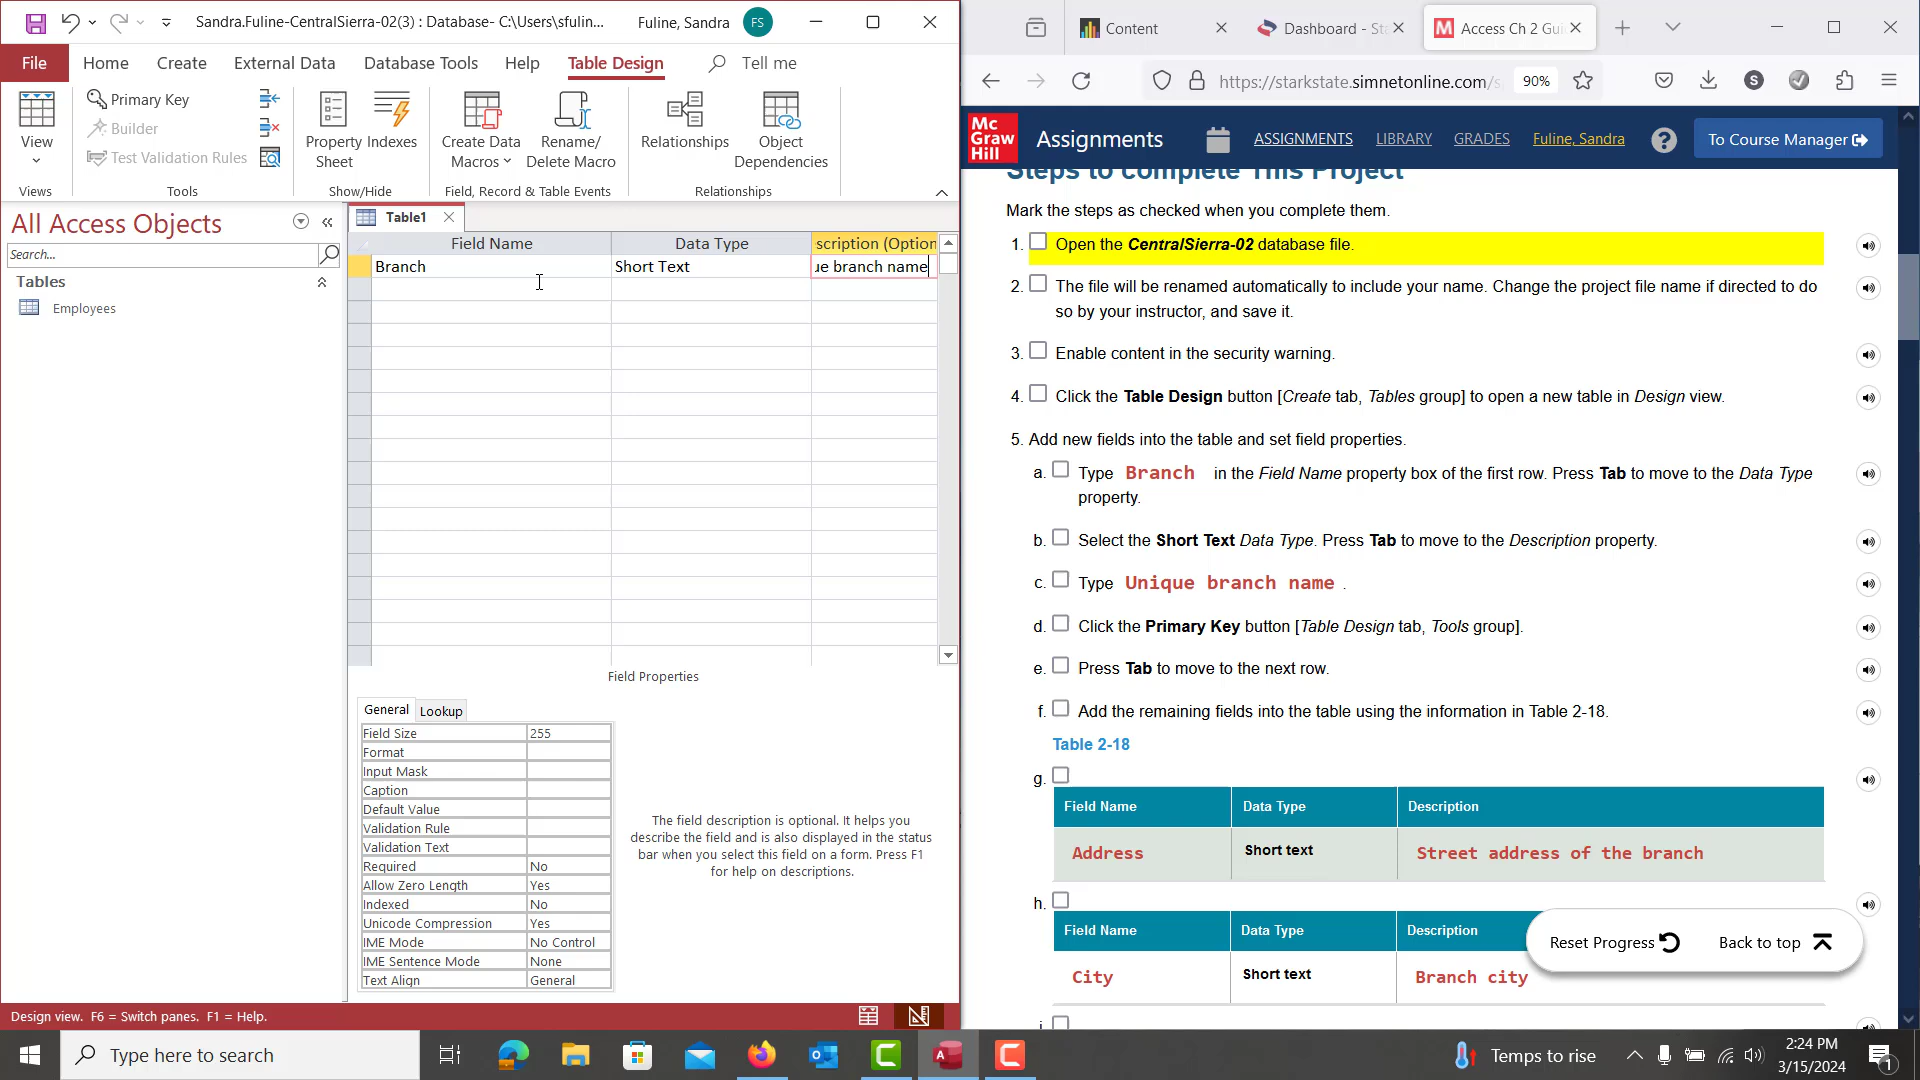 Sandra.Fuline-CentralSierra-02(3) : Database- C:\Users\sfulin...
Fuline, Sandra
FS
File
Home
Create
External Data
Database Tools
Help
Table Design
Tell me
View
Primary Key
Builder
Test Validation Rules
Property Sheet
Indexes
Create Data Macros
Rename/
Delete Macro
Relationships
Object
Dependencies
Views
Tools
Show/Hide
Field, Record & Table Events
Relationships
All Access Objects
Search...
Tables
Employees
Table1
Field Name
Data Type
scription (Option
Branch
Short Text
ue branch name
Field Properties
General
Lookup
Field Size 255
Format
Input Mask
Caption
Default Value
Validation Rule
Validation Text
Required No
Allow Zero Length Yes
Indexed No
Unicode Compression Yes
IME Mode No Control
IME Sentence Mode None
Text Align General
The field description is optional. It helps you
describe the field and is also displayed in the status
bar when you select this field on a form. Press F1
for help on descriptions.
Design view. F6 = Switch panes. F1 = Help.
Content
Dashboard - Sta
Access Ch 2 Gui
https://starkstate.simnetonline.com/s
90%
S
Mc
Graw
Hill
Assignments
ASSIGNMENTS
LIBRARY
GRADES
Fuline, Sandra
To Course Manager
Steps to complete This Project
Mark the steps as checked when you complete them.
1. Open the CentralSierra-02 database file.
2. The file will be renamed automatically to include your name. Change the project file name if directed to do
so by your instructor, and save it.
3. Enable content in the security warning.
4. Click the Table Design button [Create tab, Tables group] to open a new table in Design view.
5. Add new fields into the table and set field properties.
a. Type Branch in the Field Name property box of the first row. Press Tab to move to the Data Type
property.
b. Select the Short Text Data Type. Press Tab to move to the Description property.
c. Type Unique branch name .
d. Click the Primary Key button [Table Design tab, Tools group].
e. Press Tab to move to the next row.
f. Add the remaining fields into the table using the information in Table 2-18.
Table 2-18
g.
Field Name Data Type Description
Address Short text Street address of the branch
h.
Field Name Data Type Description
City Short text Branch city
i.
Reset Progress
Back to top
Type here to search
Temps to rise
2:24 PM
3/15/2024
1